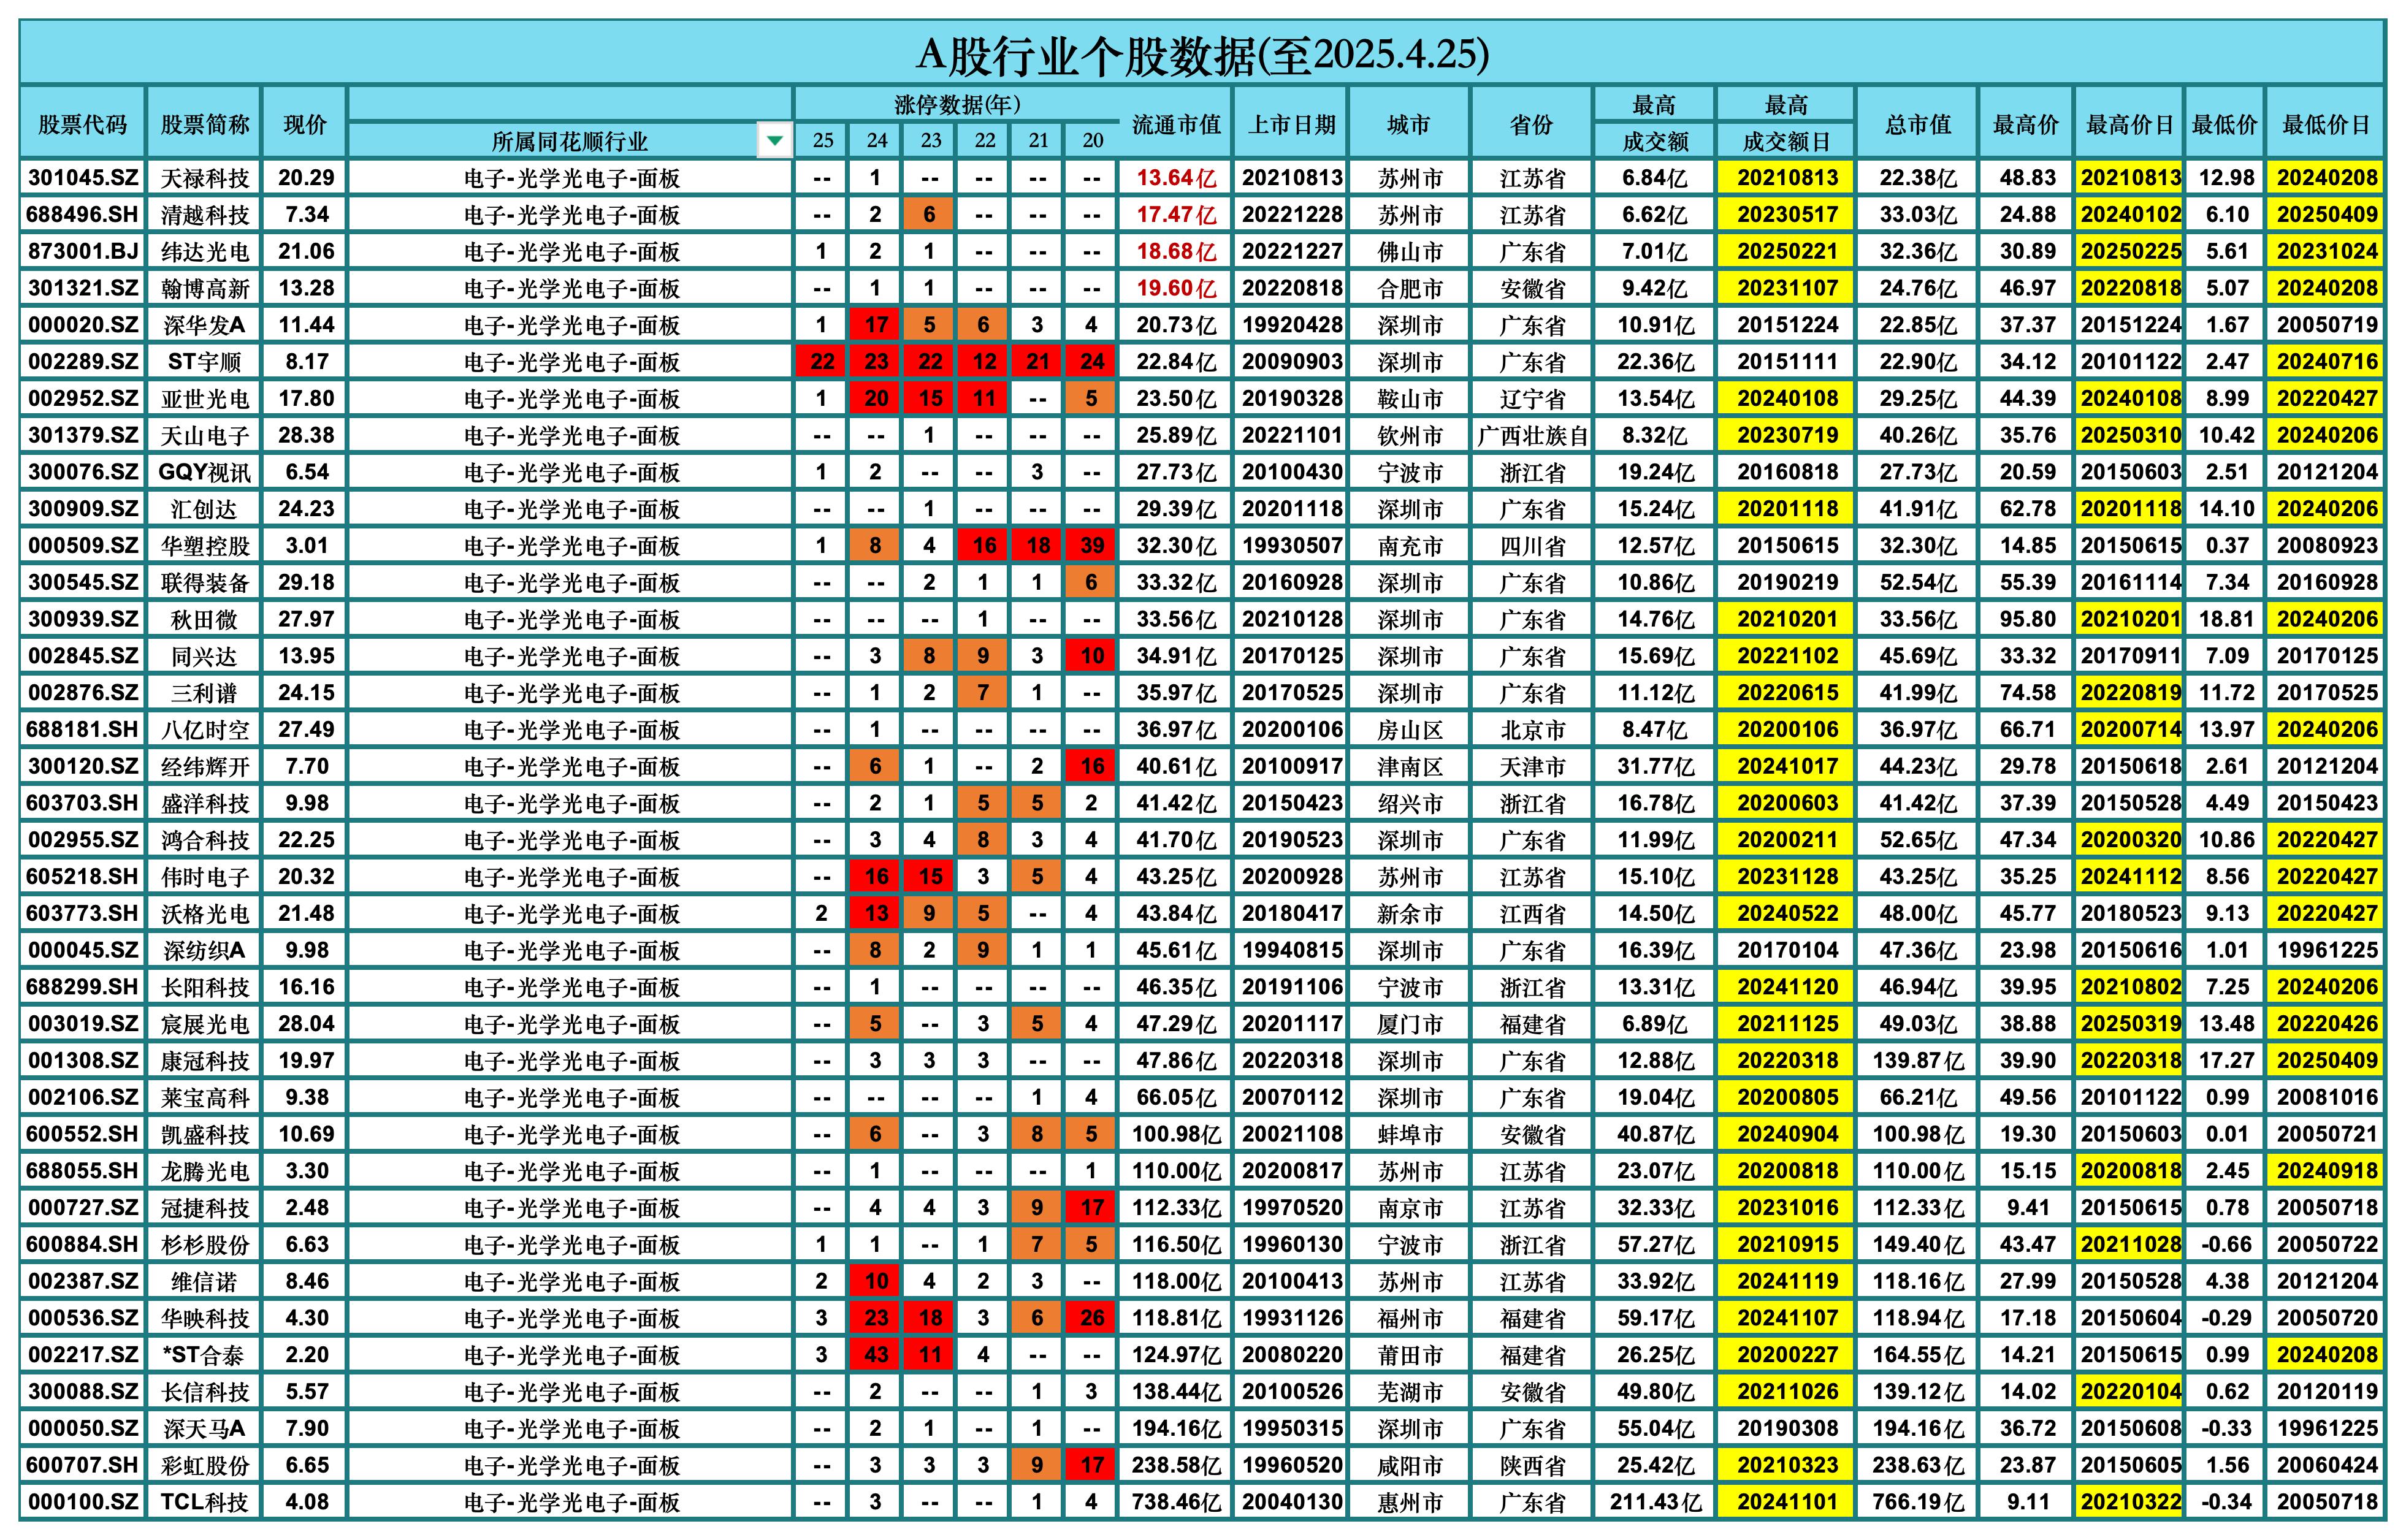 A股行业个股数据(至2025.4.25)
股票代码 股票简称 现价 所属同花顺行业 涨停数据(年) 25 24 23 22 21 20 流通市值 上市日期 城市 省份 最高成交额 最高成交额日 总市值 最高价 最高价日 最低价 最低价日
301045.SZ 天禄科技 20.29 电子-光学光电子-面板 -- 1 -- -- -- -- 13.64亿 20210813 苏州市 江苏省 6.84亿 20210813 22.38亿 48.83 20210813 12.98 20240208
688496.SH 清越科技 7.34 电子-光学光电子-面板 -- 2 6 -- -- -- 17.47亿 20221228 苏州市 江苏省 6.62亿 20230517 33.03亿 24.88 20240102 6.10 20250409
873001.BJ 纬达光电 21.06 电子-光学光电子-面板 1 2 1 -- -- -- 18.68亿 20221227 佛山市 广东省 7.01亿 20250221 32.36亿 30.89 20250225 5.61 20231024
301321.SZ 翰博高新 13.28 电子-光学光电子-面板 -- 1 1 -- -- -- 19.60亿 20220818 合肥市 安徽省 9.42亿 20231107 24.76亿 46.97 20220818 5.07 20240208
000020.SZ 深华发A 11.44 电子-光学光电子-面板 1 17 5 6 3 4 20.73亿 19920428 深圳市 广东省 10.91亿 20151224 22.85亿 37.37 20151224 1.67 20050719
002289.SZ ST宇顺 8.17 电子-光学光电子-面板 22 23 22 12 21 24 22.84亿 20090903 深圳市 广东省 22.36亿 20151111 22.90亿 34.12 20101122 2.47 20240716
002952.SZ 亚世光电 17.80 电子-光学光电子-面板 1 20 15 11 -- 5 23.50亿 20190328 鞍山市 辽宁省 13.54亿 20240108 29.25亿 44.39 20240108 8.99 20220427
301379.SZ 天山电子 28.38 电子-光学光电子-面板 -- -- 1 -- -- -- 25.89亿 20221101 钦州市 广西壮族自 8.32亿 20230719 40.26亿 35.76 20250310 10.42 20240206
300076.SZ GQY视讯 6.54 电子-光学光电子-面板 1 2 -- -- 3 -- 27.73亿 20100430 宁波市 浙江省 19.24亿 20160818 27.73亿 20.59 20150603 2.51 20121204
300909.SZ 汇创达 24.23 电子-光学光电子-面板 -- -- 1 -- -- -- 29.39亿 20201118 深圳市 广东省 15.24亿 20201118 41.91亿 62.78 20201118 14.10 20240206
000509.SZ 华塑控股 3.01 电子-光学光电子-面板 1 8 4 16 18 39 32.30亿 19930507 南充市 四川省 12.57亿 20150615 32.30亿 14.85 20150615 0.37 20080923
300545.SZ 联得装备 29.18 电子-光学光电子-面板 -- -- 2 1 1 6 33.32亿 20160928 深圳市 广东省 10.86亿 20190219 52.54亿 55.39 20161114 7.34 20160928
300939.SZ 秋田微 27.97 电子-光学光电子-面板 -- -- -- 1 -- -- 33.56亿 20210128 深圳市 广东省 14.76亿 20210201 33.56亿 95.80 20210201 18.81 20240206
002845.SZ 同兴达 13.95 电子-光学光电子-面板 -- 3 8 9 3 10 34.91亿 20170125 深圳市 广东省 15.69亿 20221102 45.69亿 33.32 20170911 7.09 20170125
002876.SZ 三利谱 24.15 电子-光学光电子-面板 -- 1 2 7 1 -- 35.97亿 20170525 深圳市 广东省 11.12亿 20220615 41.99亿 74.58 20220819 11.72 20170525
688181.SH 八亿时空 27.49 电子-光学光电子-面板 -- 1 -- -- -- -- 36.97亿 20200106 房山区 北京市 8.47亿 20200106 36.97亿 66.71 20200714 13.97 20240206
300120.SZ 经纬辉开 7.70 电子-光学光电子-面板 -- 6 1 -- 2 16 40.61亿 20100917 津南区 天津市 31.77亿 20241017 44.23亿 29.78 20150618 2.61 20121204
603703.SH 盛洋科技 9.98 电子-光学光电子-面板 -- 2 1 5 5 2 41.42亿 20150423 绍兴市 浙江省 16.78亿 20200603 41.42亿 37.39 20150528 4.49 20150423
002955.SZ 鸿合科技 22.25 电子-光学光电子-面板 -- 3 4 8 3 4 41.70亿 20190523 深圳市 广东省 11.99亿 20200211 52.65亿 47.34 20200320 10.86 20220427
605218.SH 伟时电子 20.32 电子-光学光电子-面板 -- 16 15 3 5 4 43.25亿 20200928 苏州市 江苏省 15.10亿 20231128 43.25亿 35.25 20241112 8.56 20220427
603773.SH 沃格光电 21.48 电子-光学光电子-面板 2 13 9 5 -- 4 43.84亿 20180417 新余市 江西省 14.50亿 20240522 48.00亿 45.77 20180523 9.13 20220427
000045.SZ 深纺织A 9.98 电子-光学光电子-面板 -- 8 2 9 1 1 45.61亿 19940815 深圳市 广东省 16.39亿 20170104 47.36亿 23.98 20150616 1.01 19961225
688299.SH 长阳科技 16.16 电子-光学光电子-面板 -- 1 -- -- -- -- 46.35亿 20191106 宁波市 浙江省 13.31亿 20241120 46.94亿 39.95 20210802 7.25 20240206
003019.SZ 宸展光电 28.04 电子-光学光电子-面板 -- 5 -- 3 5 4 47.29亿 20201117 厦门市 福建省 6.89亿 20211125 49.03亿 38.88 20250319 13.48 20220426
001308.SZ 康冠科技 19.97 电子-光学光电子-面板 -- 3 3 3 -- -- 47.86亿 20220318 深圳市 广东省 12.88亿 20220318 139.87亿 39.90 20220318 17.27 20250409
002106.SZ 莱宝高科 9.38 电子-光学光电子-面板 -- -- -- -- 1 4 66.05亿 20070112 深圳市 广东省 19.04亿 20200805 66.21亿 49.56 20101122 0.99 20081016
600552.SH 凯盛科技 10.69 电子-光学光电子-面板 -- 6 -- 3 8 5 100.98亿 20021108 蚌埠市 安徽省 40.87亿 20240904 100.98亿 19.30 20150603 0.01 20050721
688055.SH 龙腾光电 3.30 电子-光学光电子-面板 -- 1 -- -- -- 1 110.00亿 20200817 苏州市 江苏省 23.07亿 20200818 110.00亿 15.15 20200818 2.45 20240918
000727.SZ 冠捷科技 2.48 电子-光学光电子-面板 -- 4 4 3 9 17 112.33亿 19970520 南京市 江苏省 32.33亿 20231016 112.33亿 9.41 20150615 0.78 20050718
600884.SH 杉杉股份 6.63 电子-光学光电子-面板 1 1 -- 1 7 5 116.50亿 19960130 宁波市 浙江省 57.27亿 20210915 149.40亿 43.47 20211028 -0.66 20050722
002387.SZ 维信诺 8.46 电子-光学光电子-面板 2 10 4 2 3 -- 118.00亿 20100413 苏州市 江苏省 33.92亿 20241119 118.16亿 27.99 20150528 4.38 20121204
000536.SZ 华映科技 4.30 电子-光学光电子-面板 3 23 18 3 6 26 118.81亿 19931126 福州市 福建省 59.17亿 20241107 118.94亿 17.18 20150604 -0.29 20050720
002217.SZ *ST合泰 2.20 电子-光学光电子-面板 3 43 11 4 -- -- 124.97亿 20080220 莆田市 福建省 26.25亿 20200227 164.55亿 14.21 20150615 0.99 20240208
300088.SZ 长信科技 5.57 电子-光学光电子-面板 -- 2 -- -- 1 3 138.44亿 20100526 芜湖市 安徽省 49.80亿 20211026 139.12亿 14.02 20220104 0.62 20120119
000050.SZ 深天马A 7.90 电子-光学光电子-面板 -- 2 1 -- 1 -- 194.16亿 19950315 深圳市 广东省 55.04亿 20190308 194.16亿 36.72 20150608 -0.33 19961225
600707.SH 彩虹股份 6.65 电子-光学光电子-面板 -- 3 3 3 9 17 238.58亿 19960520 咸阳市 陕西省 25.42亿 20210323 238.63亿 23.87 20150605 1.56 20060424
000100.SZ TCL科技 4.08 电子-光学光电子-面板 -- 3 -- -- 1 4 738.46亿 20040130 惠州市 广东省 211.43亿 20241101 766.19亿 9.11 20210322 -0.34 20050718